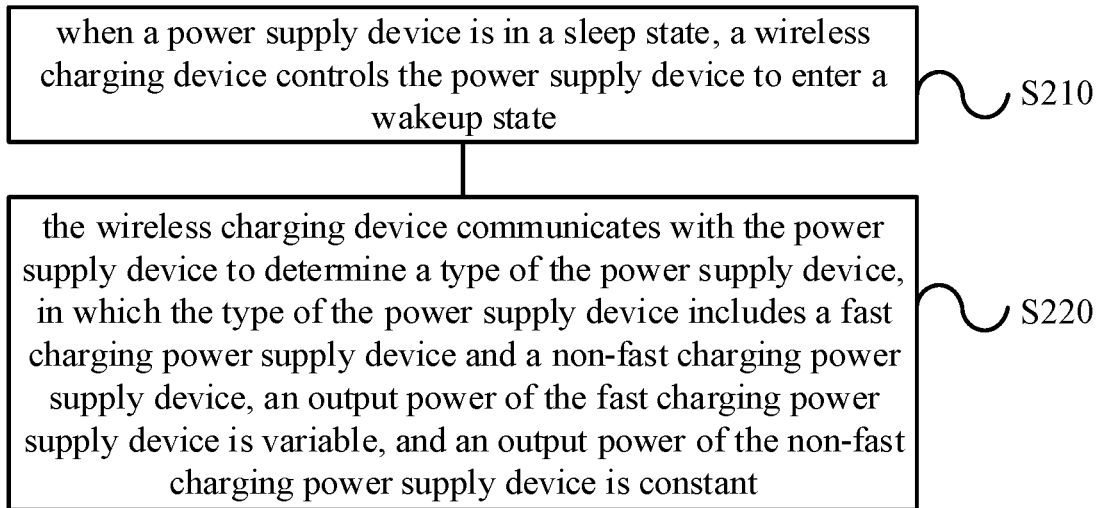 when a power supply device is in a sleep state, a wireless
charging device controls the power supply device to enter a
wakeup state
S210
the wireless charging device communicates with the power
supply device to determine a type of the power supply device,
in which the type of the power supply device includes a fast
charging power supply device and a non-fast charging power
supply device, an output power of the fast charging power
supply device is variable, and an output power of the non-fast
charging power supply device is constant
S220